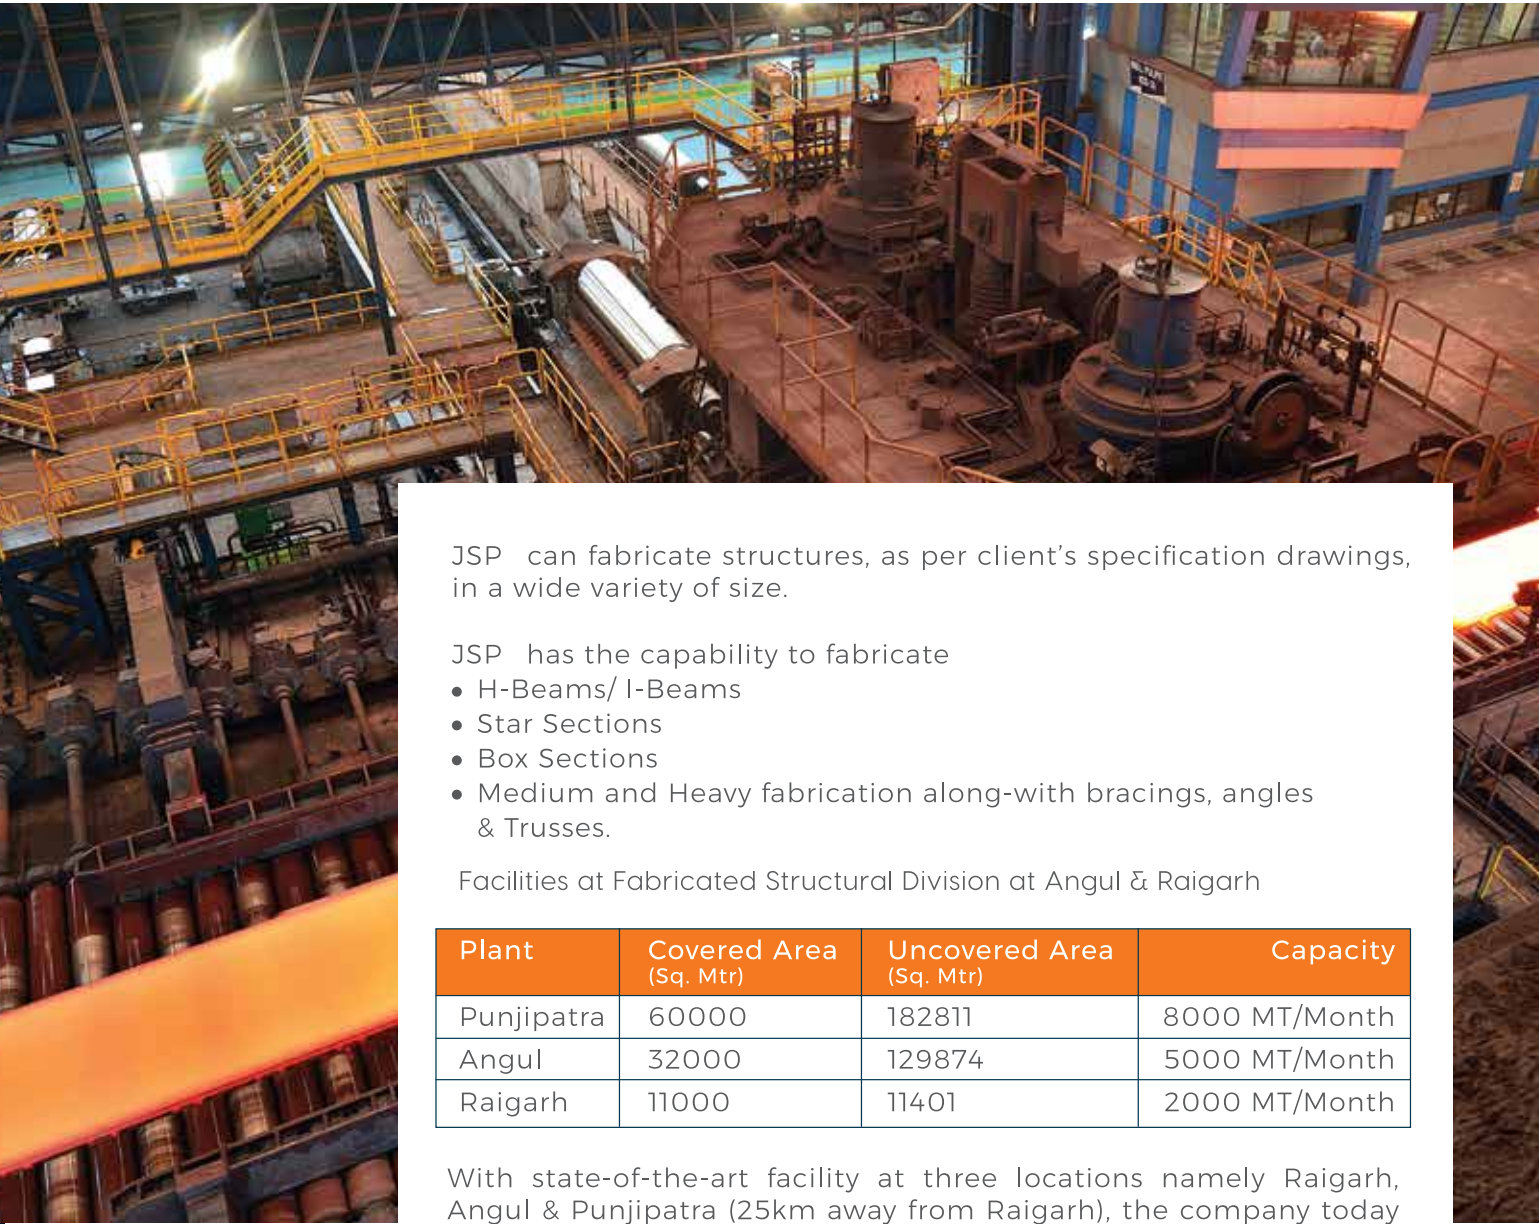 JSP can fabricate structures, as per client's specification drawings,
in a wide variety of size.
JSP has the capability to fabricate
• H-Beams/ I-Beams
• Star Sections
• Box Sections
• Medium and Heavy fabrication along-with bracings, angles
& Trusses.
Facilities at Fabricated Structural Division at Angul & Raigarh
Plant Covered Area (Sq. Mtr) Uncovered Area (Sq. Mtr) Capacity
Punjipatra 60000 182811 8000 MT/Month
Angul 32000 129874 5000 MT/Month
Raigarh 11000 11401 2000 MT/Month
With state-of-the-art facility at three locations namely Raigarh,
Angul & Punjipatra (25km away from Raigarh), the company today